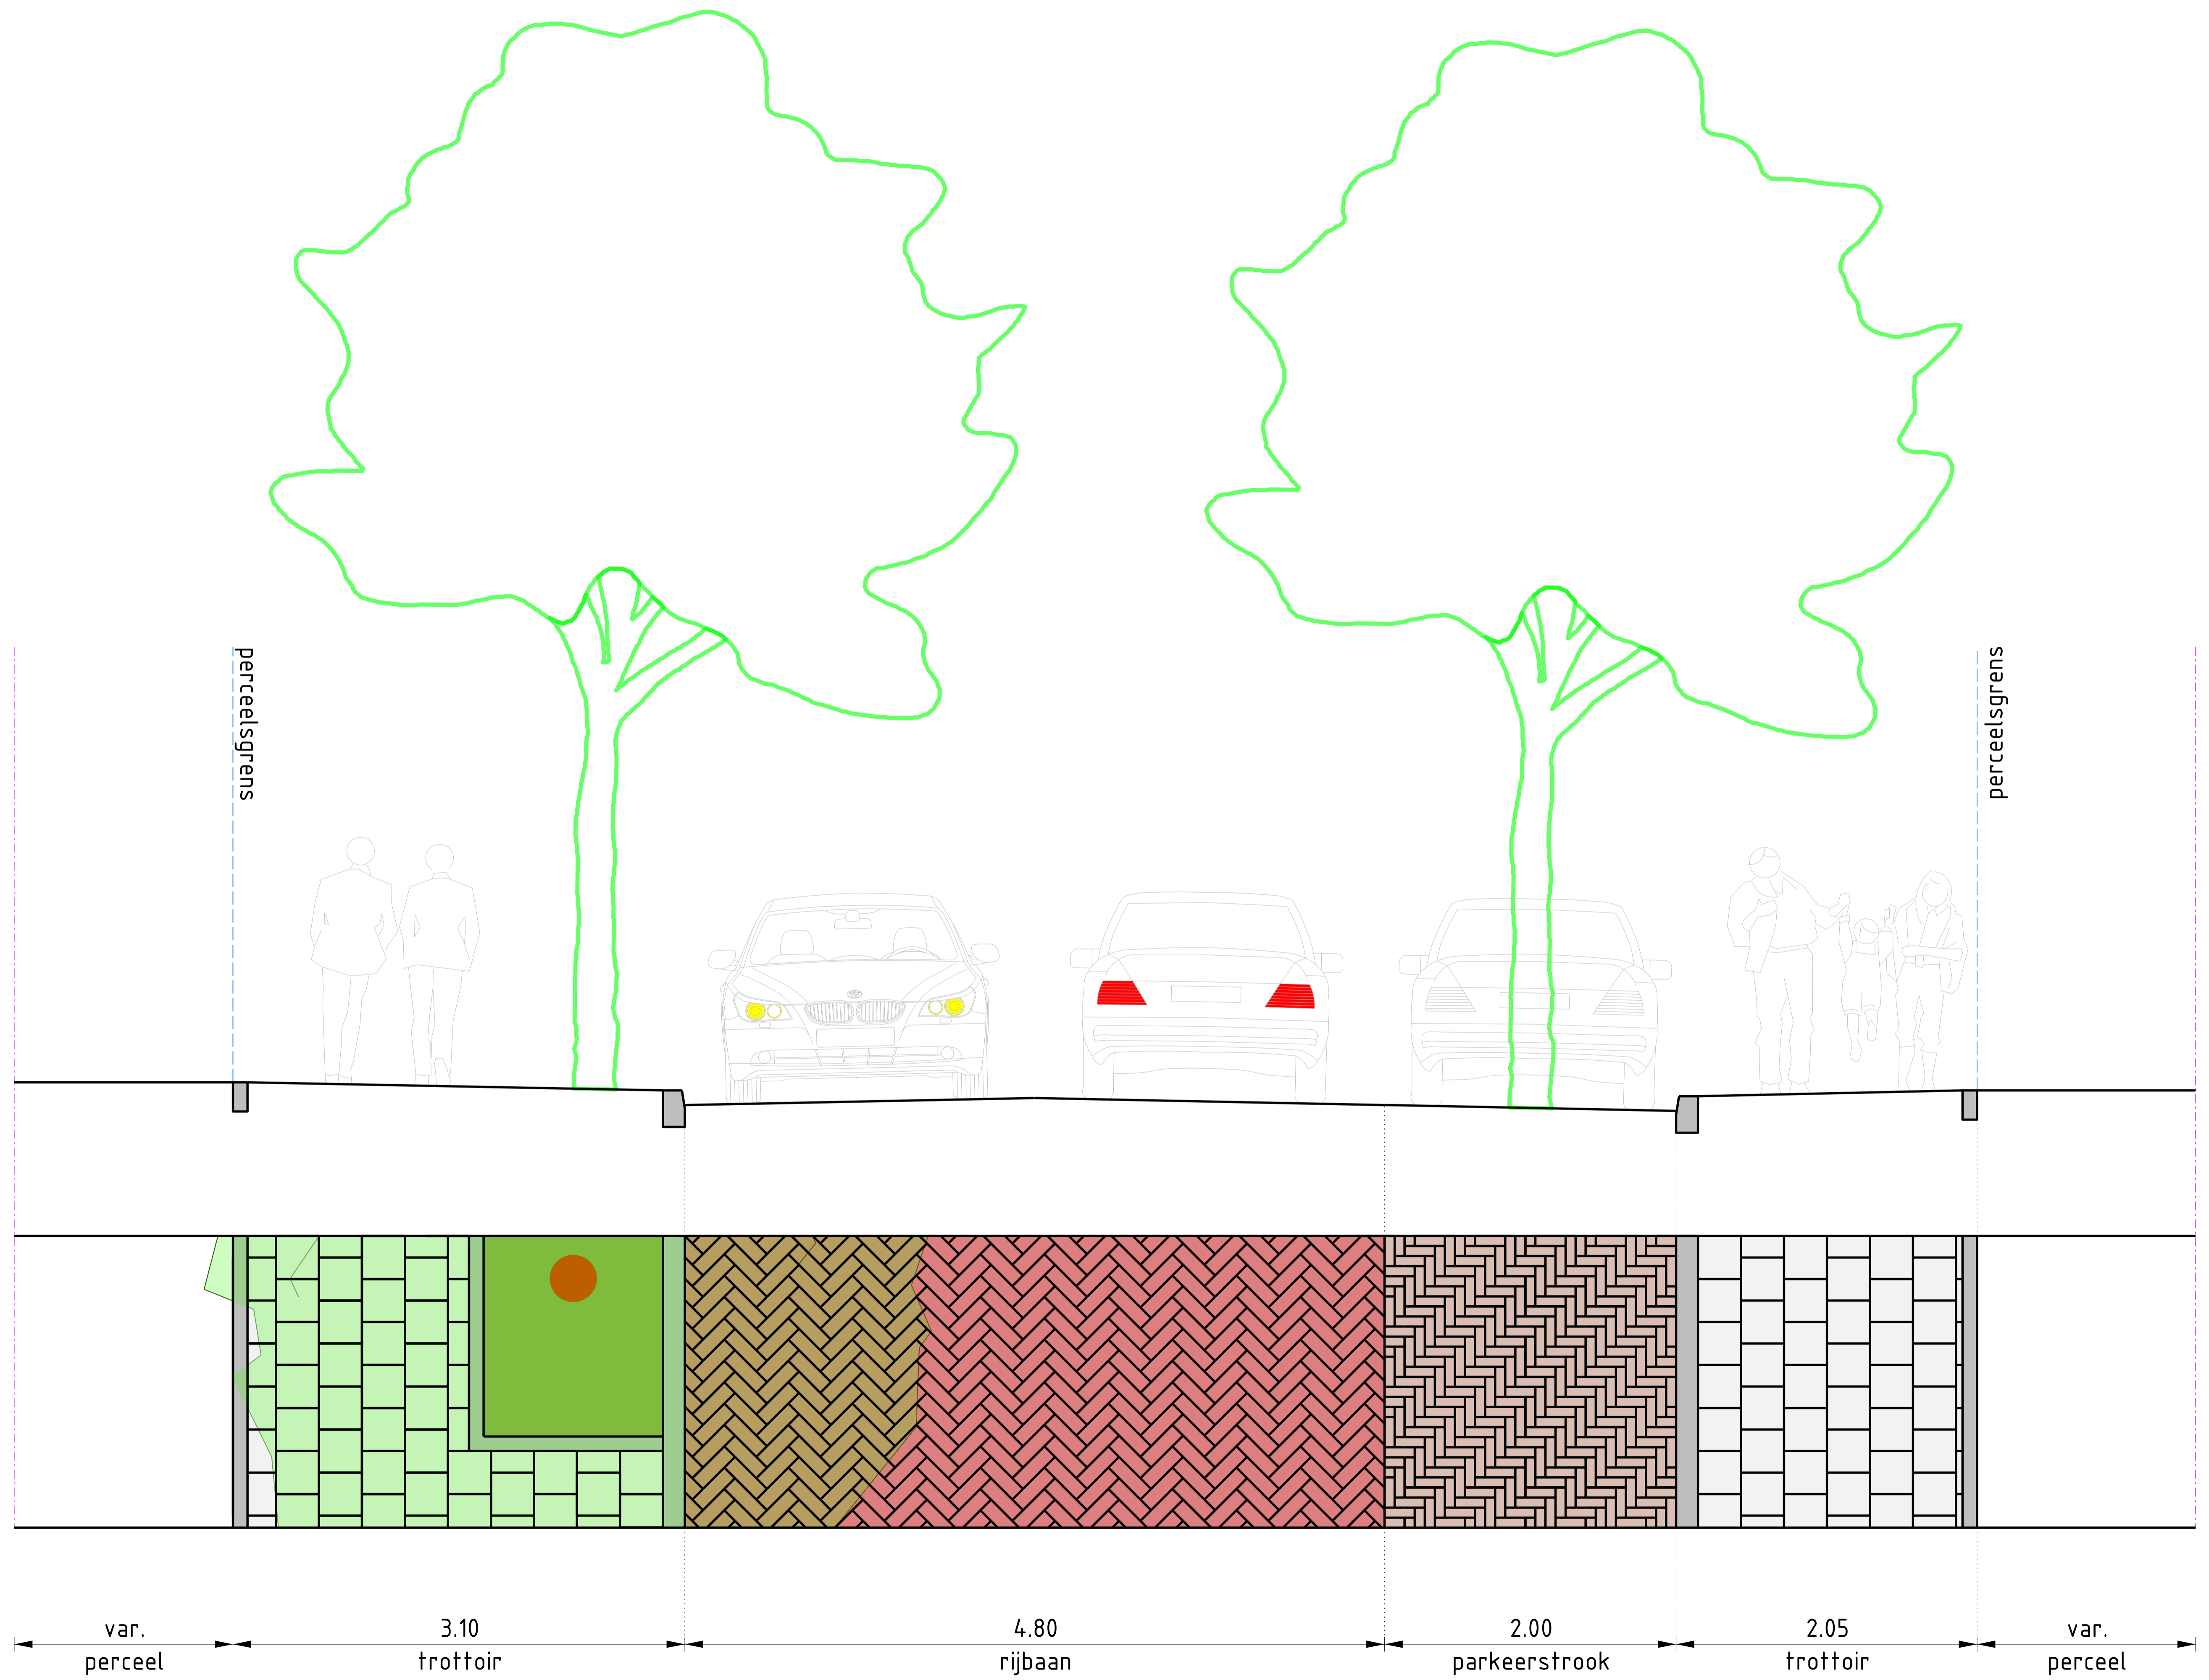 perceelsgrens
perceelsgrens
var. 3.10 4.80 2.00 2.05 var.
perceel trottoir rijbaan parkeerstrook trottoir perceel